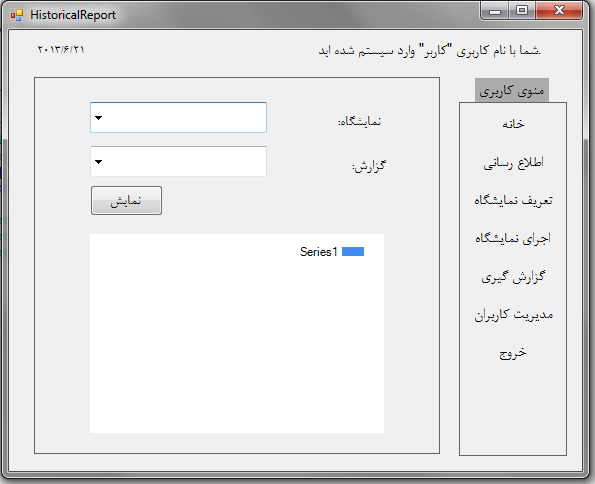 HistoricalReport
.شما با نام کاربری "کاربر" وارد سیستم شده اید
۲۰۱۳/۶/۲۱
منوی کاربری
خانه
اطلاع رسانی
تعریف نمایشگاه
اجرای نمایشگاه
گزارش گیری
مدیریت کاربران
خروج
نمایشگاه:
گزارش:
نمایش
Series1